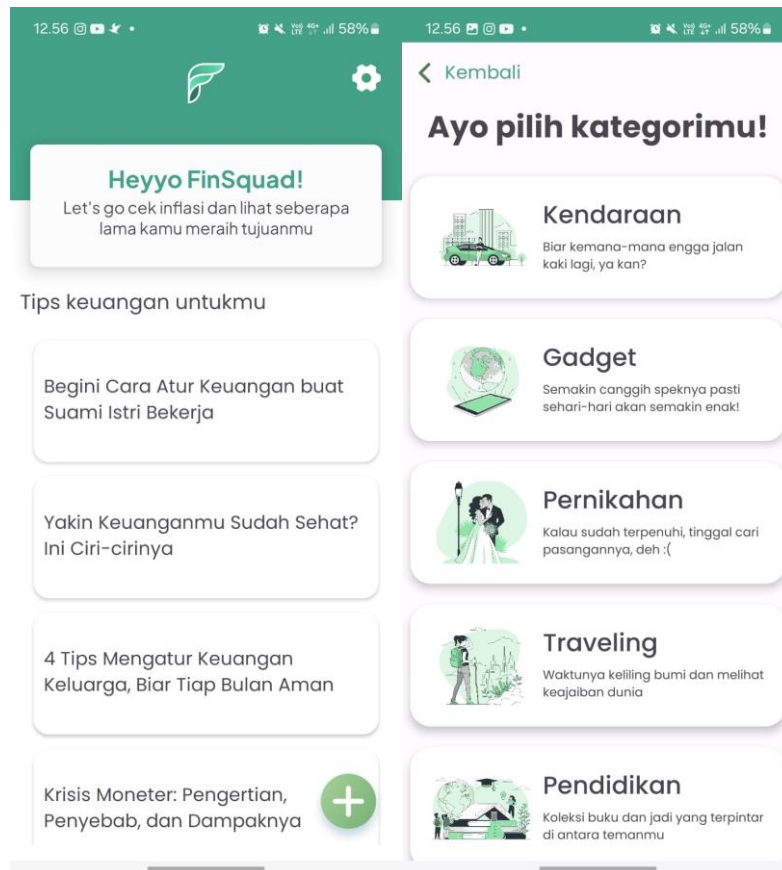 12.56
58%
Heyyo FinSquad!
Let's go cek inflasi dan lihat seberapa
lama kamu meraih tujuanmu
Tips keuangan untukmu
Begini Cara Atur Keuangan buat
Suami Istri Bekerja
Yakin Keuanganmu Sudah Sehat?
Ini Ciri-cirinya
4 Tips Mengatur Keuangan
Keluarga, Biar Tiap Bulan Aman
Krisis Moneter: Pengertian,
Penyebab, dan Dampaknya
12.56
58%
Kembali
Ayo pilih kategorimu!
Kendaraan
Biar kemana-mana engga jalan
kaki lagi, ya kan?
Gadget
Semakin canggih speknya pasti
sehari-hari akan semakin enak!
Pernikahan
Kalau sudah terpenuhi, tinggal cari
pasangannya, deh :(
Traveling
Waktunya keliling bumi dan melihat
keajaiban dunia
Pendidikan
Koleksi buku dan jadi yang terpintar
di antara temanmu